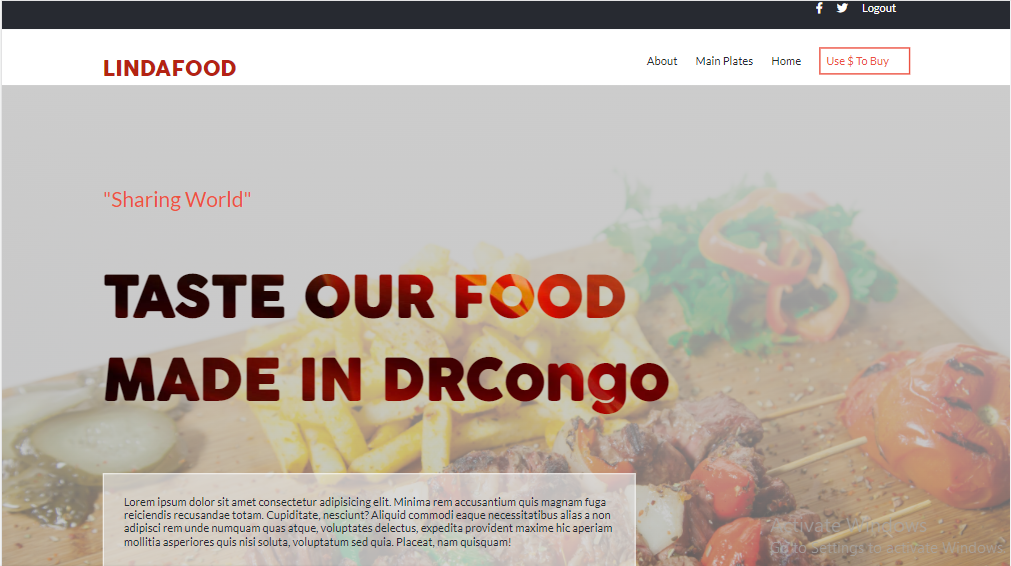 Logout
LINDAFOOD
About Main Plates Home Use $ To Buy
"Sharing World"
TASTE OUR FOOD
MADE IN DRCongo
Lorem ipsum dolor sit amet consectetur adipisicing elit. Minima rem accusantium quis magnam fuga
reiciendis recusandae totam. Cupiditate, nesciunt? Aliquid commodi eaque necessitatibus alias a non
adipisci rem unde numquam quas atque, voluptates delectus, expedita provident maxime hic aperiam
mollitia asperiores quis nisi soluta, voluptatum sed quia. Placeat, nam quisquam!
Activate Windows
Go to Settings to activate Windows.